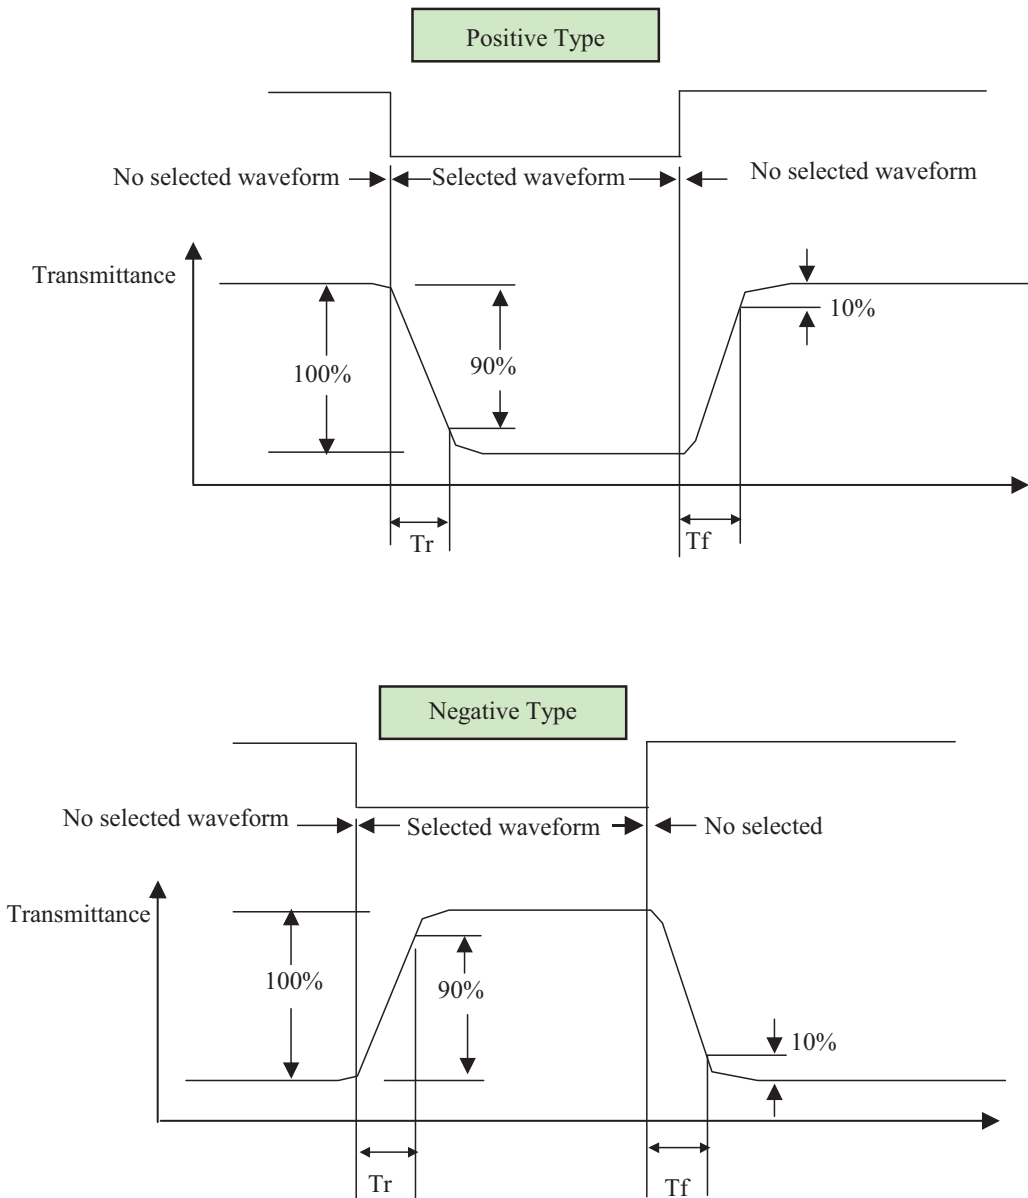 Positive Type
No selected waveform
Selected waveform
No selected waveform
Transmittance
100%
90%
10%
Tr
Tf
Negative Type
No selected waveform
Selected waveform
No selected
Transmittance
100%
90%
10%
Tr
Tf